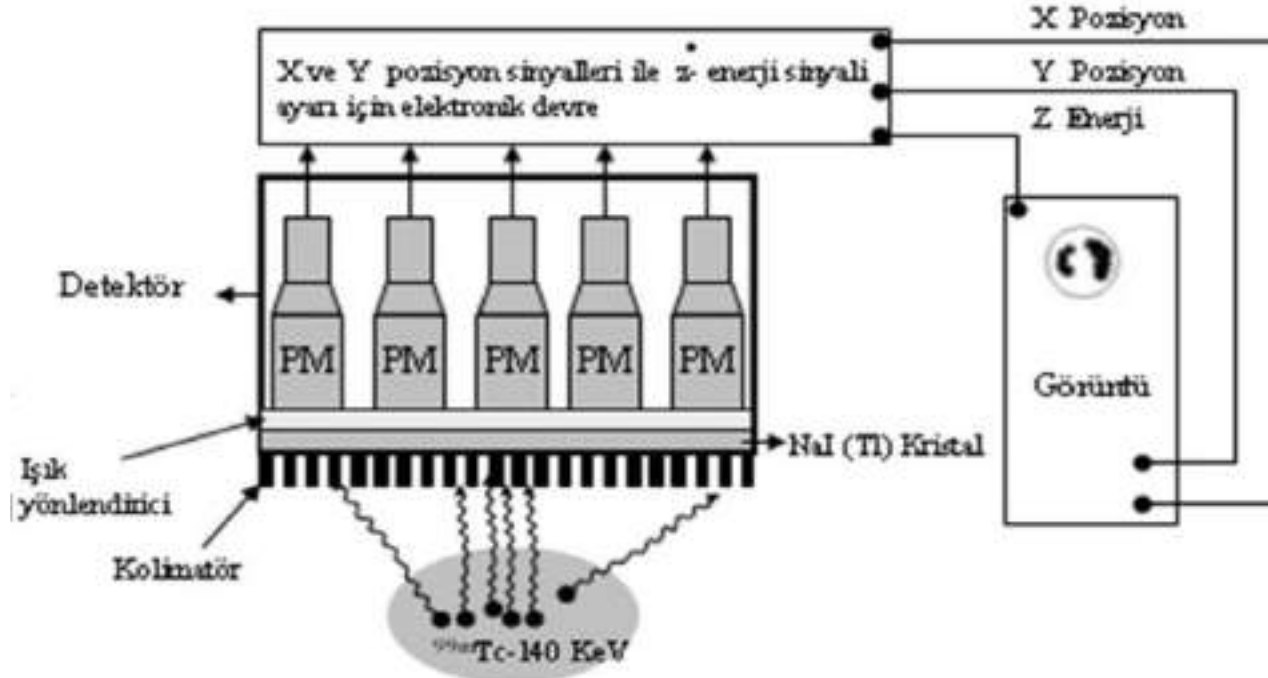 X Pozisyon
X ve Y pozisyon sinyalleri ile z- enerji sinyali
ayarı için elektronik devre
Y Pozisyon
Z Enerji
Detektör
PM PM PM PM PM
Görüntü
NaI (Tl) Kristal
Işık
yönlendirici
Kolimatör
99mTc-140 KeV